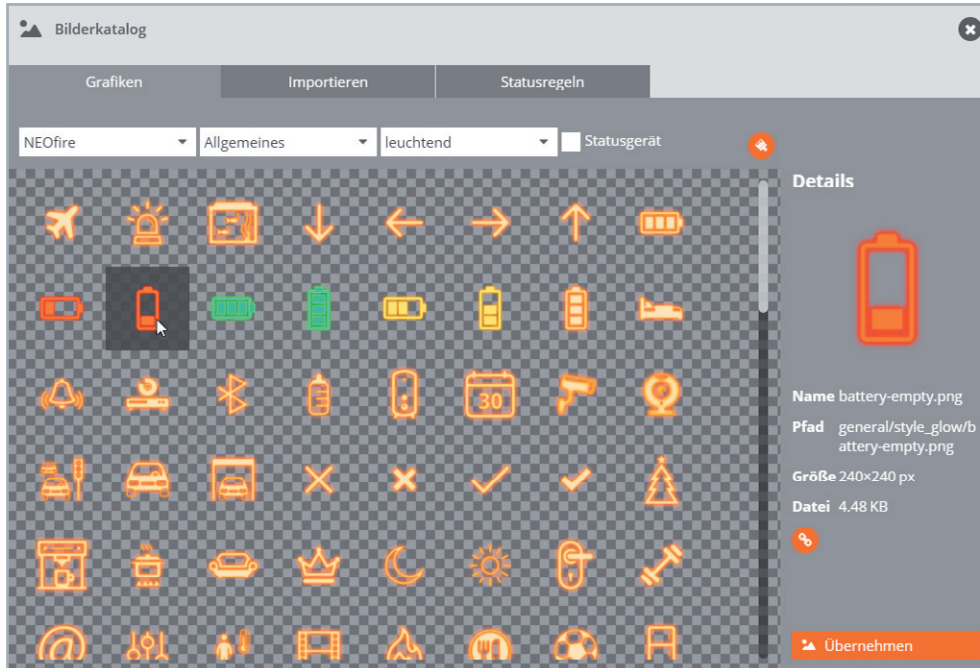 Bilderkatalog
Grafiken
Importieren
Statusregeln
NEOfire
Allgemeines
leuchtend
Statusgerät
Details
30
Name battery-empty.png
Pfad general/style_glow/b
attery-empty.png
Größe 240×240 px
Datei 4.48 KB
@
Übernehmen